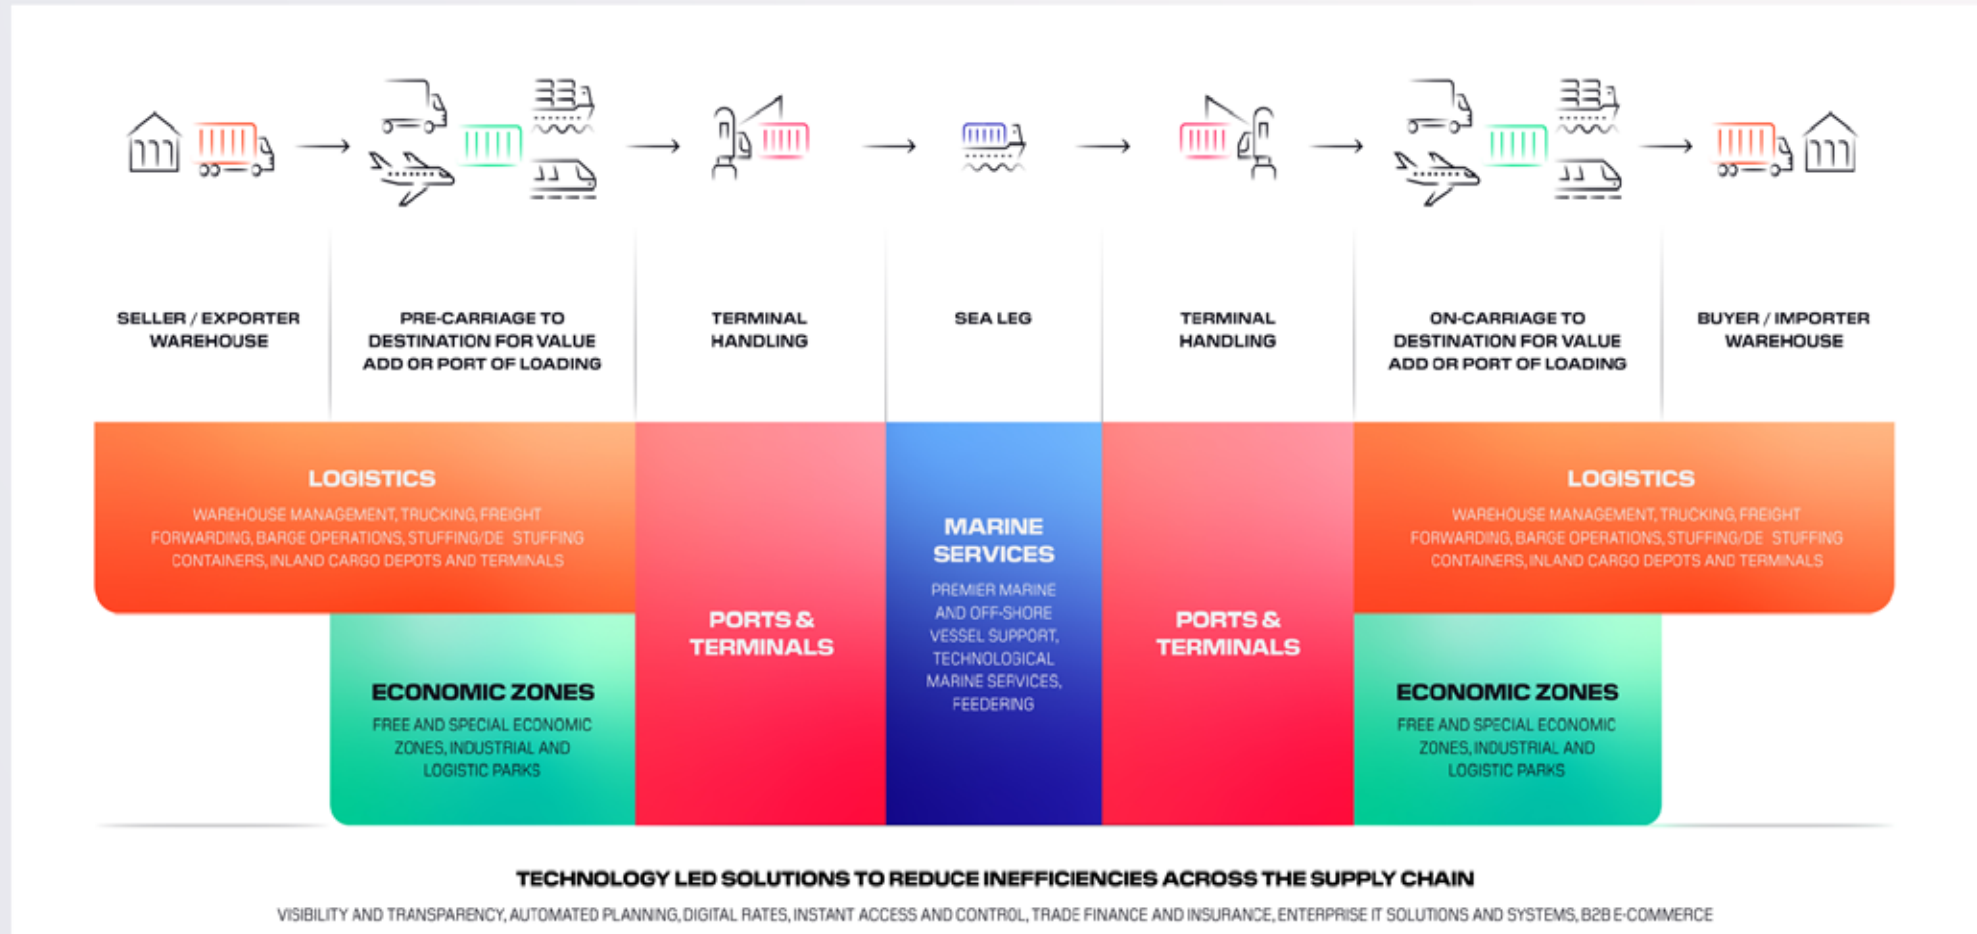 SELLER / EXPORTER
WAREHOUSE
PRE-CARRIAGE TO
DESTINATION FOR VALUE
ADD OR PORT OF LOADING
TERMINAL
HANDLING
SEA LEG
TERMINAL
HANDLING
ON-CARRIAGE TO
DESTINATION FOR VALUE
ADD OR PORT OF LOADING
BUYER / IMPORTER
WAREHOUSE
LOGISTICS
WAREHOUSE MANAGEMENT, TRUCKING, FREIGHT
FORWARDING, BARGE OPERATIONS, STUFFING/DE STUFFING
CONTAINERS, INLAND CARGO DEPOTS AND TERMINALS
ECONOMIC ZONES
FREE AND SPECIAL ECONOMIC
ZONES, INDUSTRIAL AND
LOGISTIC PARKS
PORTS &
TERMINALS
MARINE
SERVICES
PREMIER MARINE
AND OFF-SHORE
VESSEL SUPPORT,
TECHNOLOGICAL
MARINE SERVICES,
FEEDERING
PORTS &
TERMINALS
LOGISTICS
WAREHOUSE MANAGEMENT, TRUCKING, FREIGHT
FORWARDING, BARGE OPERATIONS, STUFFING/DE STUFFING
CONTAINERS, INLAND CARGO DEPOTS AND TERMINALS
ECONOMIC ZONES
FREE AND SPECIAL ECONOMIC
ZONES, INDUSTRIAL AND
LOGISTIC PARKS
TECHNOLOGY LED SOLUTIONS TO REDUCE INEFFICIENCIES ACROSS THE SUPPLY CHAIN
VISIBILITY AND TRANSPARENCY, AUTOMATED PLANNING, DIGITAL RATES, INSTANT ACCESS AND CONTROL, TRADE FINANCE AND INSURANCE, ENTERPRISE IT SOLUTIONS AND SYSTEMS, B2B E-COMMERCE